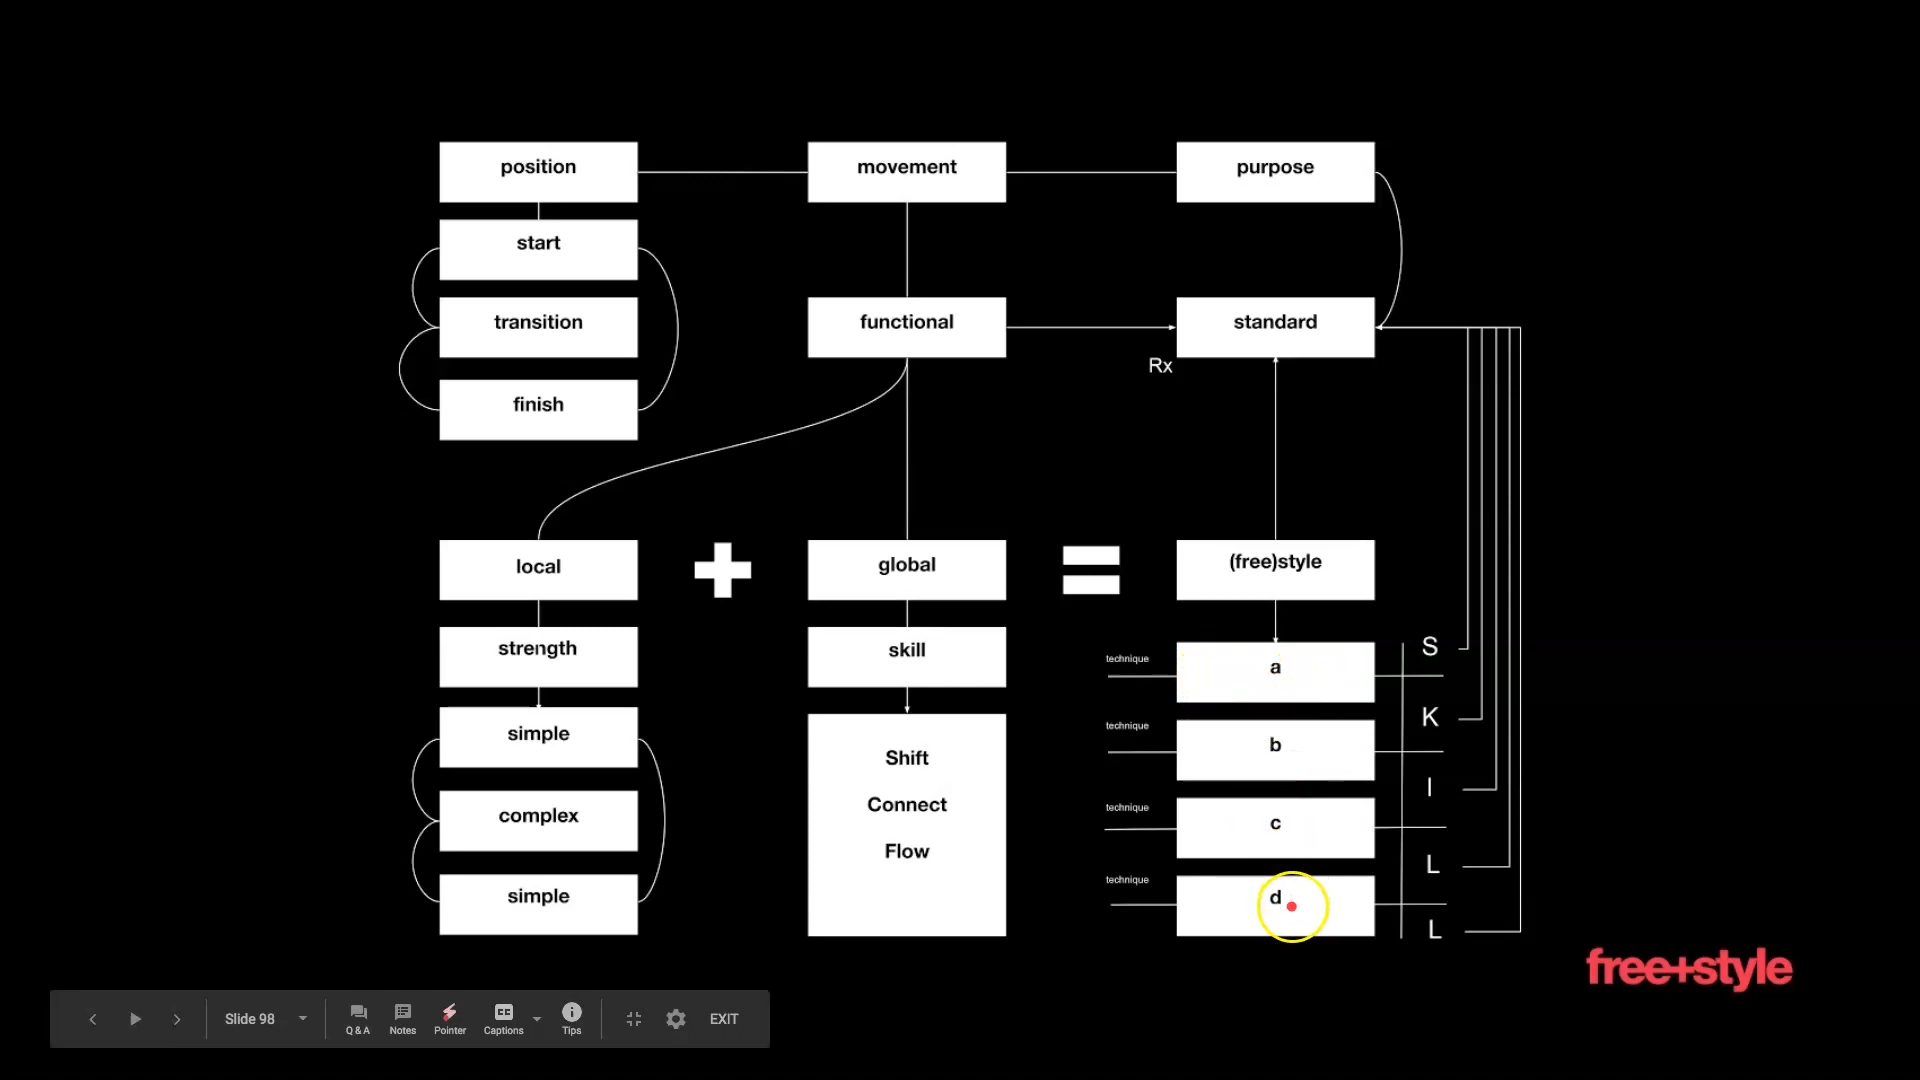 position
movement
purpose
start
transition
functional
standard
Rx
finish
local
global
(free)style
strength
skill
technique
a
S
simple
Shift
Connect
Flow
technique
b
K
complex
technique
c
I
L
simple
technique
d
L
free+style
Slide 98
Q & A
Notes
Pointer
CC
Captions
Tips
EXIT